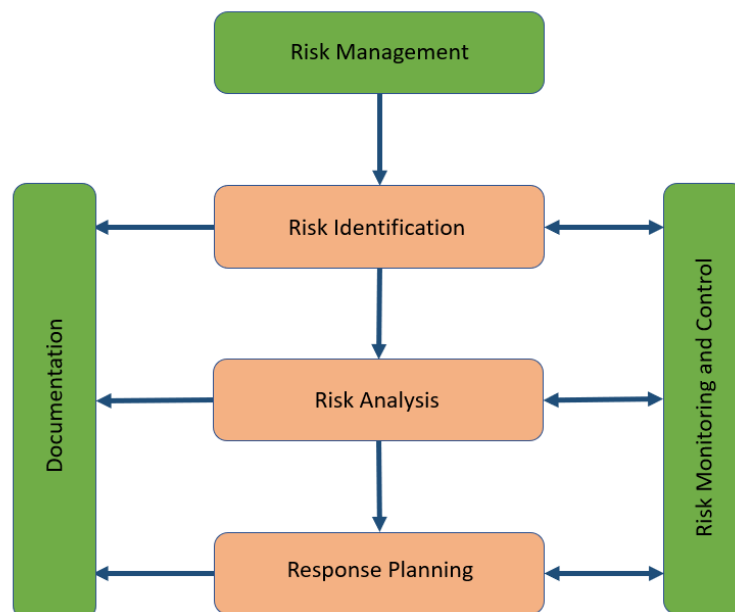 Risk Management
Risk Identification
Documentation
Risk Analysis
Risk Monitoring and Control
Response Planning